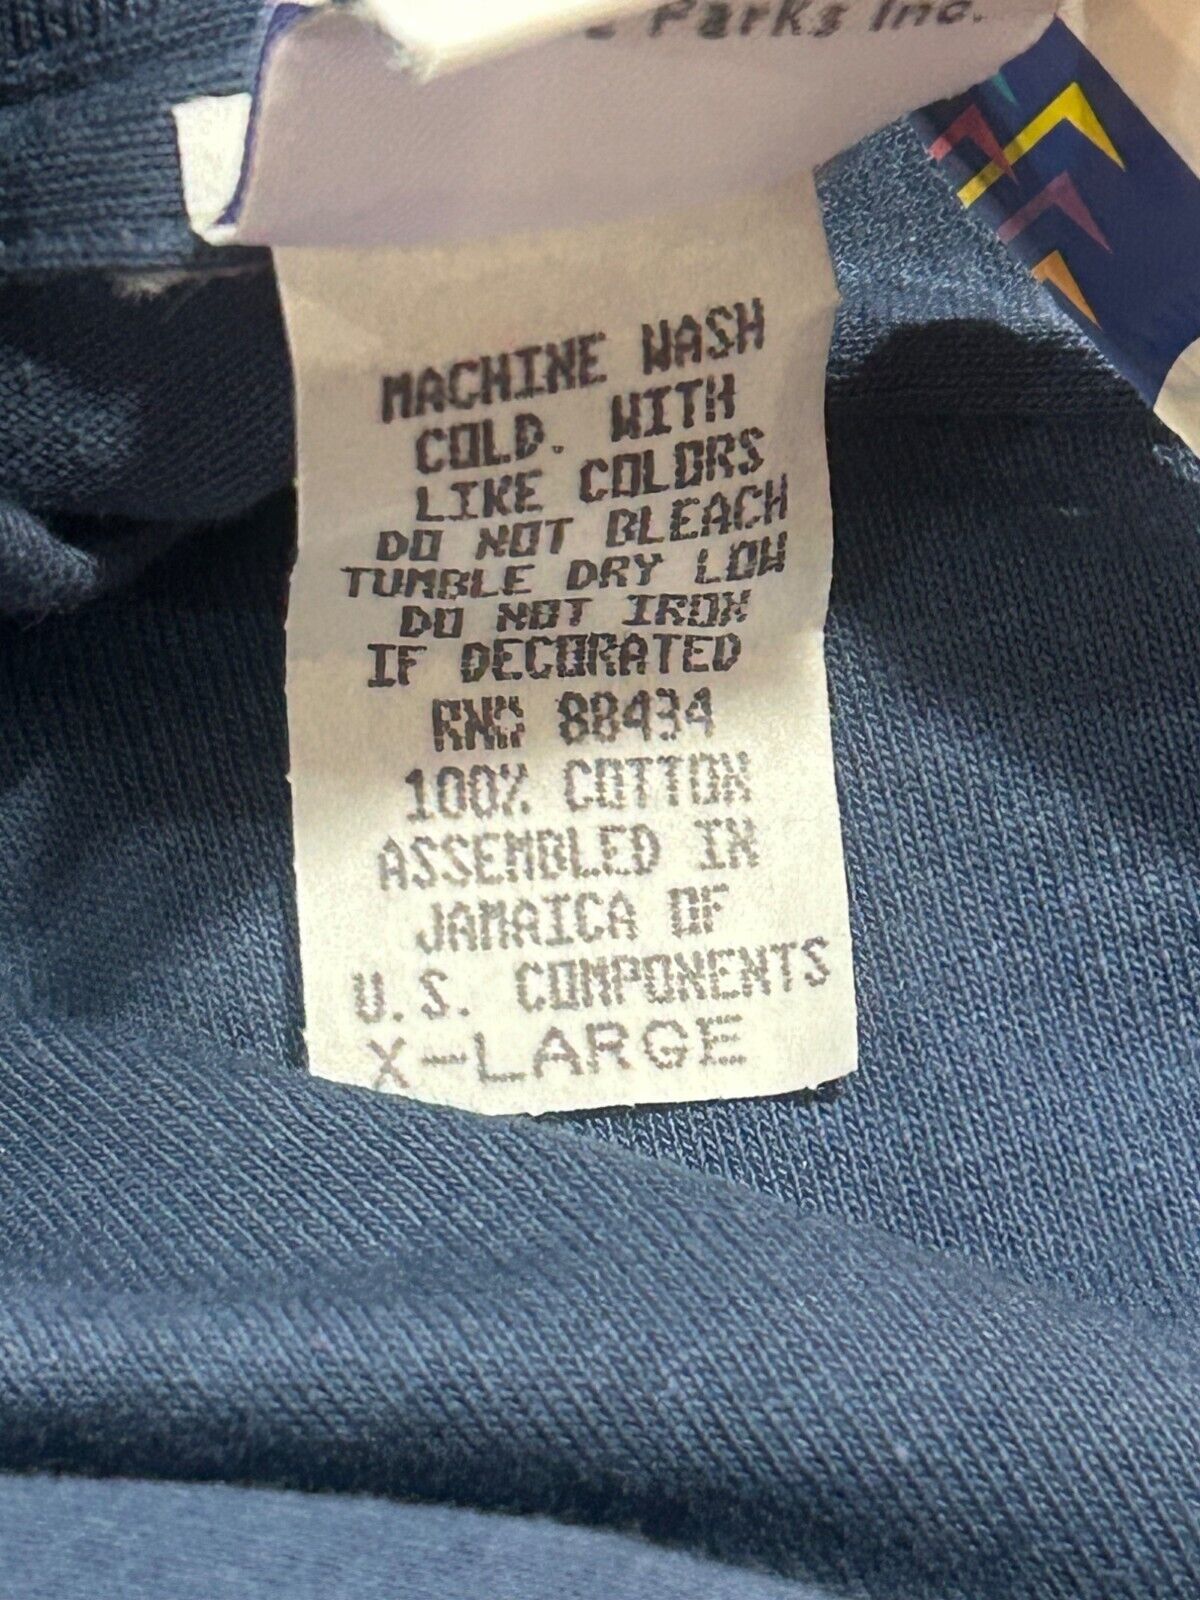 Parks Inc.
MACHINE WASH
COLD. WITH
LIKE COLORS
DO NOT BLEACH
TUMBLE DRY LOW
DO NOT IRON
IF DECORATED
RN# 88434
100% COTTON
ASSEMBLED IN
JAMAICA OF
U.S. COMPONENTS
X-LARGE